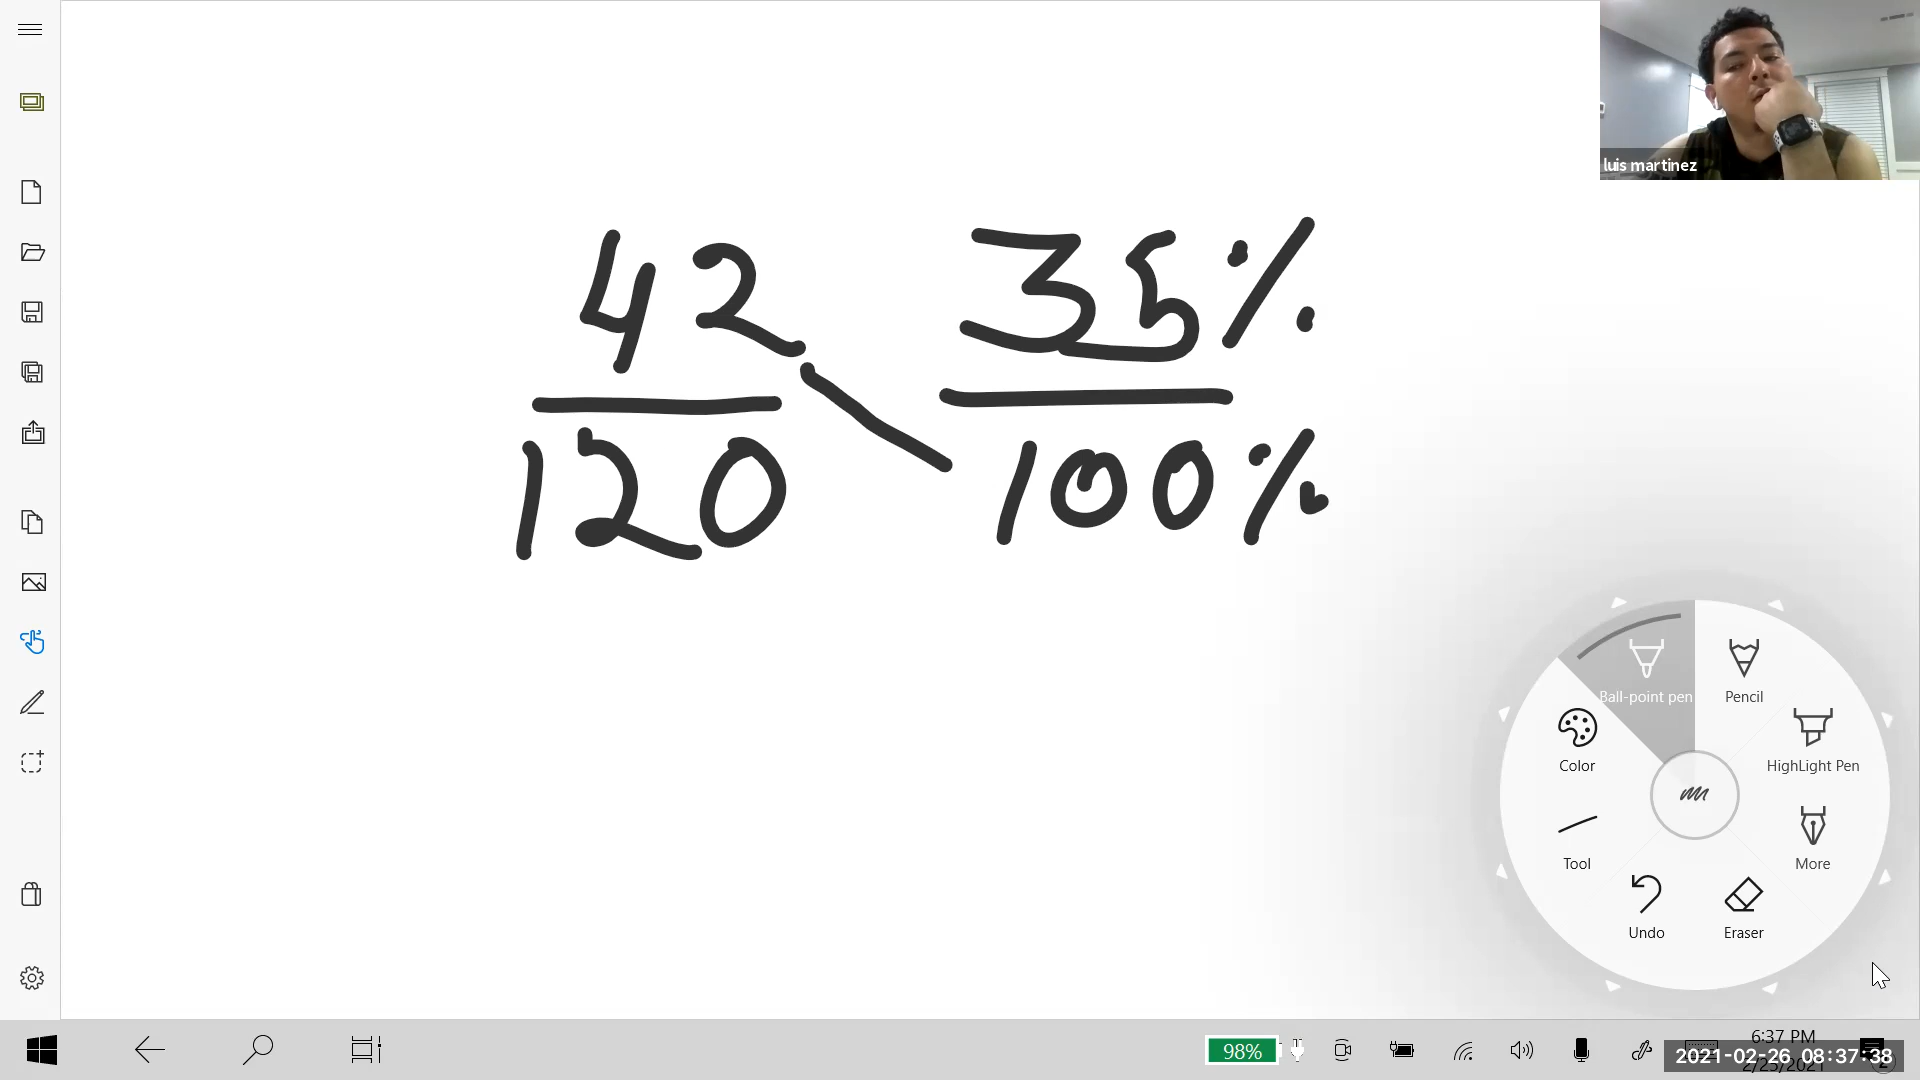 luis martinez
42 35%
120 100%
Ball-point pen
Pencil
Color
HighLight Pen
Tool
More
Undo
Eraser
98%
6:37 PM
2021-02-26 08:37:38